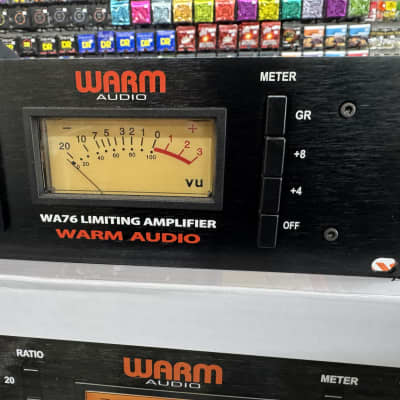 WARM
AUDIO
METER
GR
+8
+4
OFF
- +
20 10 7 5 3 2 1 0 1 2 3
0 20 40 60 80 100
vu
WA76 LIMITING AMPLIFIER
WARM AUDIO
RATIO
20
WARM
AUDIO
METER